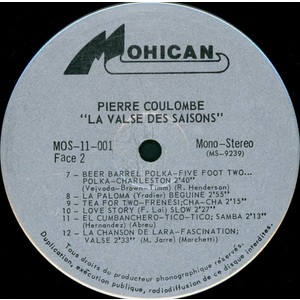 MOHICAN
PIERRE COULOMBE
"LA VALSE DES SAISONS"
MOS-11-001
Face 2
Mono-Stereo
(MS-9239)
7 - BEER BARREL POLKA-FIVE FOOT TWO...
POLKA-CHARLESTON 2'40"
(Vejvoda-Brown-Timm) (R. Henderson)
8 - LA PALOMA (Yradier) BEGUINE 2'55"
9 - TEA FOR TWO-FRENESI;CHA-CHA 2'15"
10 - LOVE STORY (F. Lai) SLOW 2'27"
11 - EL CUMBANCHERO-TICO-TICO; SAMBA 2'13"
(Hernandez) (Abreu)
12 - LA CHANSON DE LARA-FASCINATION;
VALSE 2'33" (M. Jarre) (Marchetti)
Tous droits du producteur phonographique réservés.
Duplication, exécution publique, radiodiffusion de ce disque interdites.